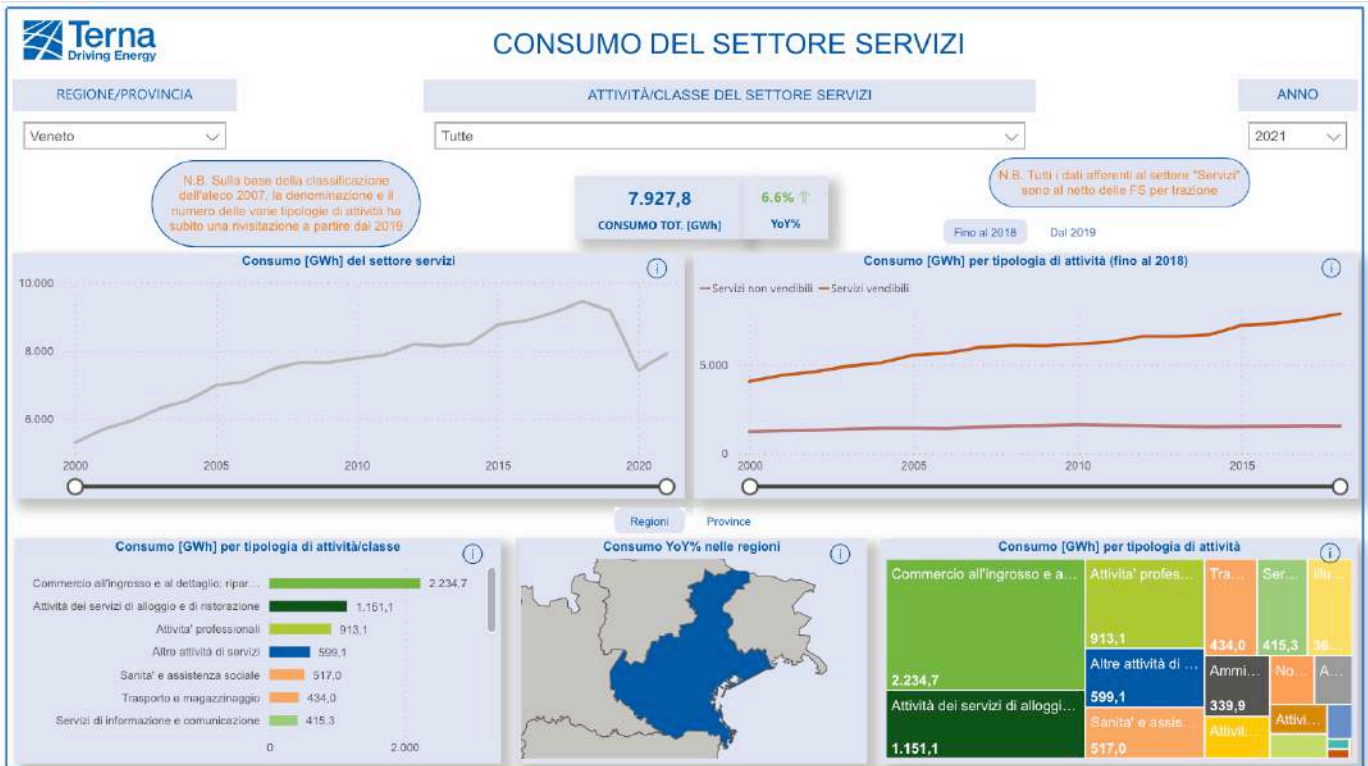 Terna
Driving Energy
CONSUMO DEL SETTORE SERVIZI
REGIONE/PROVINCIA
ATTIVITÀ/CLASSE DEL SETTORE SERVIZI
ANNO
Veneto
Tutte
2021
N.B. Sulla base della classificazione
dell'ateco 2007, la denominazione e il
numero delle varie tipologie di attività ha
subito una rivisitazione a partire dal 2019
7.927,8
CONSUMO TOT. [GWh]
6.6% ⇧
YoY%
N.B. Tutti i dati afferenti al settore "Servizi"
sono al netto delle FS per trazione
Fino al 2018
Dal 2019
Consumo [GWh] del settore servizi
10.000
8.000
6.000
2000
2005
2010
2015
2020
Consumo [GWh] per tipologia di attività (fino al 2018)
Servizi non vendibili
Servizi vendibili
5.000
0
2000
2005
2010
2015
Regioni
Province
Consumo [GWh] per tipologia di attività/classe
Commercio all'ingrosso e al dettaglio; ripar...
2.234,7
Attività dei servizi di alloggio e di ristorazione
1.151,1
Attivita' professionali
913,1
Altre attività di servizi
599,1
Sanita' e assistenza sociale
517,0
Trasporto e magazzinaggio
434,0
Servizi di informazione e comunicazione
415,3
0
2.000
Consumo YoY% nelle regioni
Consumo [GWh] per tipologia di attività
Commercio all'ingrosso e a...
2.234,7
Attività dei servizi di alloggi...
1.151,1
Attivita' profes...
913,1
Altre attività di ...
599,1
Sanita' e assis...
517,0
Tra...
434,0
Ser...
415,3
Illu...
36...
Ammi...
339,9
No...
A...
Attivit...
Attivi...